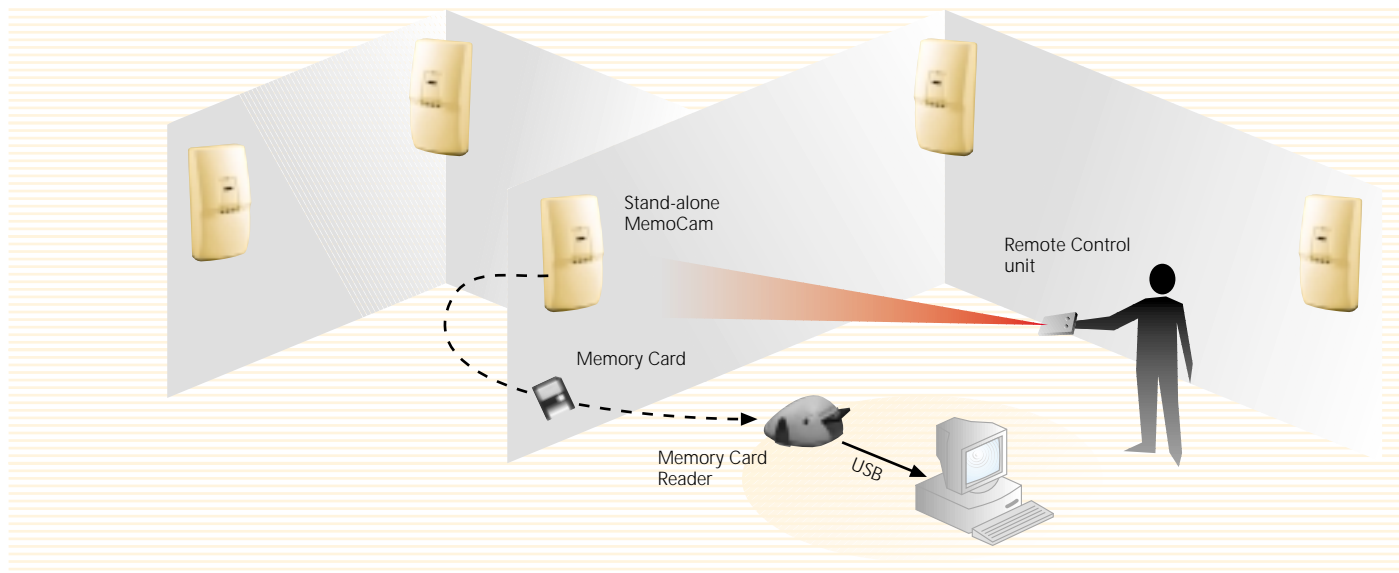 Stand-alone
MemoCam
Remote Control
unit
Memory Card
Memory Card
Reader
USB